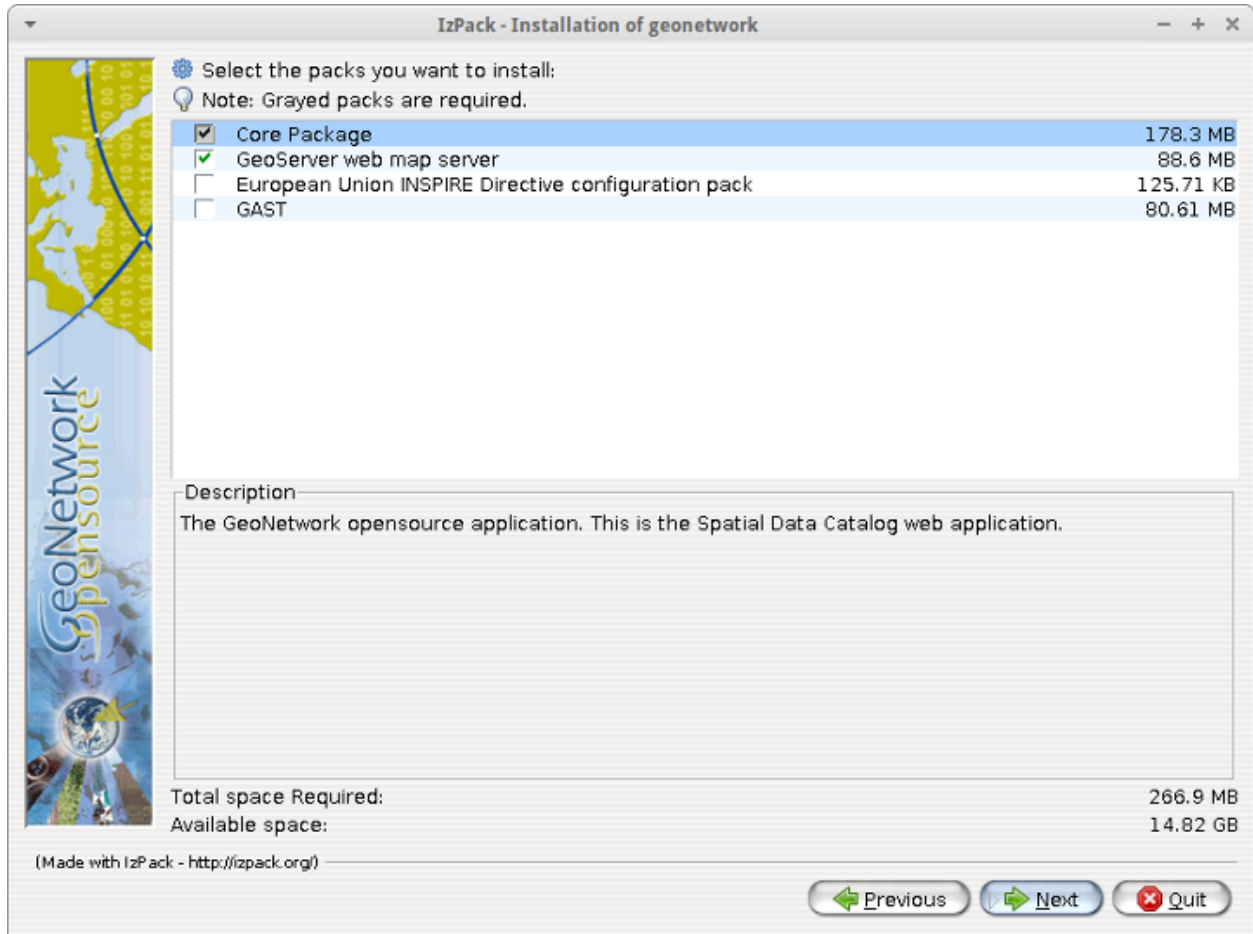 IzPack - Installation of geonetwork
Select the packs you want to install:
Note: Grayed packs are required.
Core Package 178.3 MB
GeoServer web map server 88.6 MB
European Union INSPIRE Directive configuration pack 125.71 KB
GAST 80.61 MB
GeoNetwork
opensource
Description
The GeoNetwork opensource application. This is the Spatial Data Catalog web application.
Total space Required: 266.9 MB
Available space: 14.82 GB
(Made with IzPack - http://izpack.org/)
Previous Next Quit